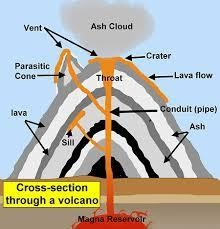 Ash Cloud
Vent
Crater
Parasitic
Cone
Throat
Lava flow
Conduit (pipe)
lava
Sill
Ash
Cross-section
through a volcano
Magna Reservoir